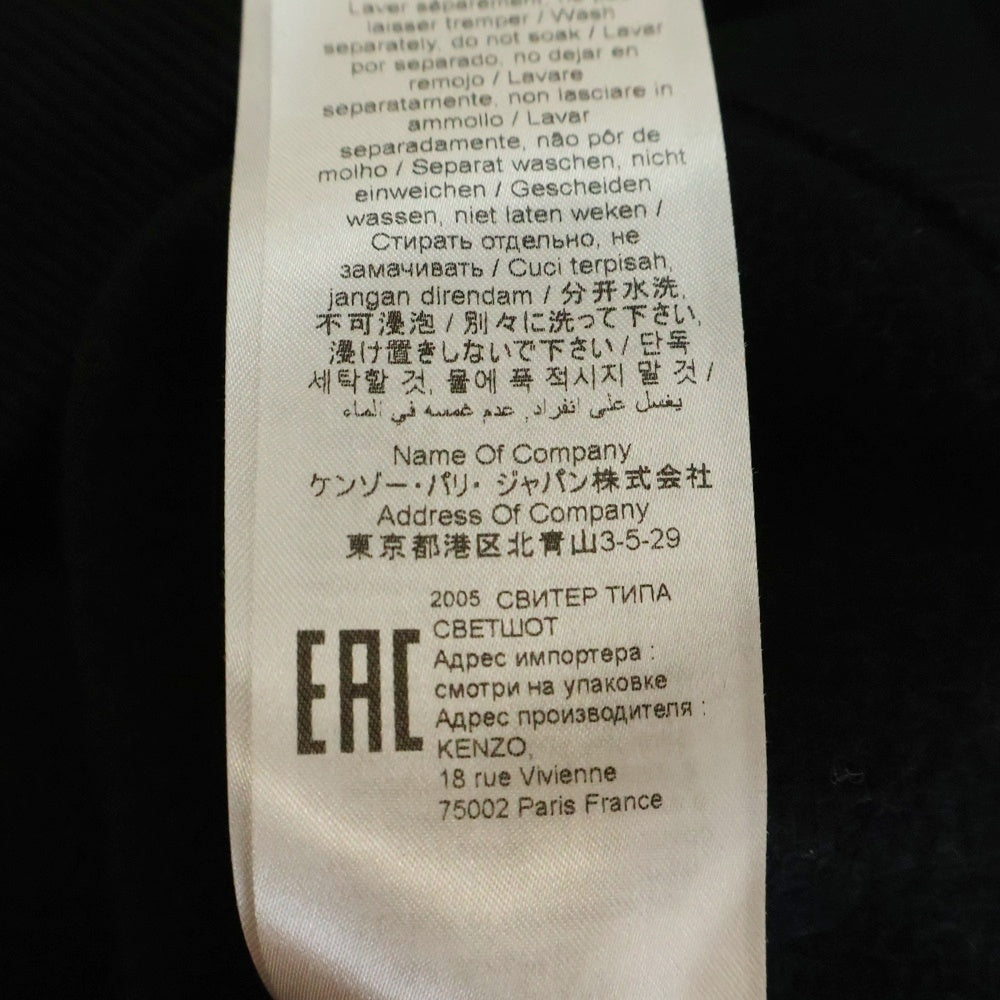 Laver séparément, ne pas
laisser tremper / Wash
separately, do not soak / Lavar
por separado, no dejar en
remojo / Lavare
separatamente, non lasciare in
ammollo / Lavar
separadamente, não pôr de
molho / Separat waschen, nicht
einweichen / Gescheiden
wassen, niet laten weken /
Стирать отдельно, не
замачивать / Cuci terpisah,
jangan direndam / 分开水洗,
不可浸泡 / 別々に洗って下さい,
浸け置きしないで下さい / 단독
세탁할 것, 물에 푹 적시지 말 것 /
يغسل على انفراد, عدم غمسه في الماء
Name Of Company
ケンゾー・パリ・ジャパン株式会社
Address Of Company
東京都港区北青山3-5-29
EAC
2005 СВИТЕР ТИПА
СВЕТШОТ
Адрес импортера :
смотри на упаковке
Адрес производителя :
KENZO,
18 rue Vivienne
75002 Paris France